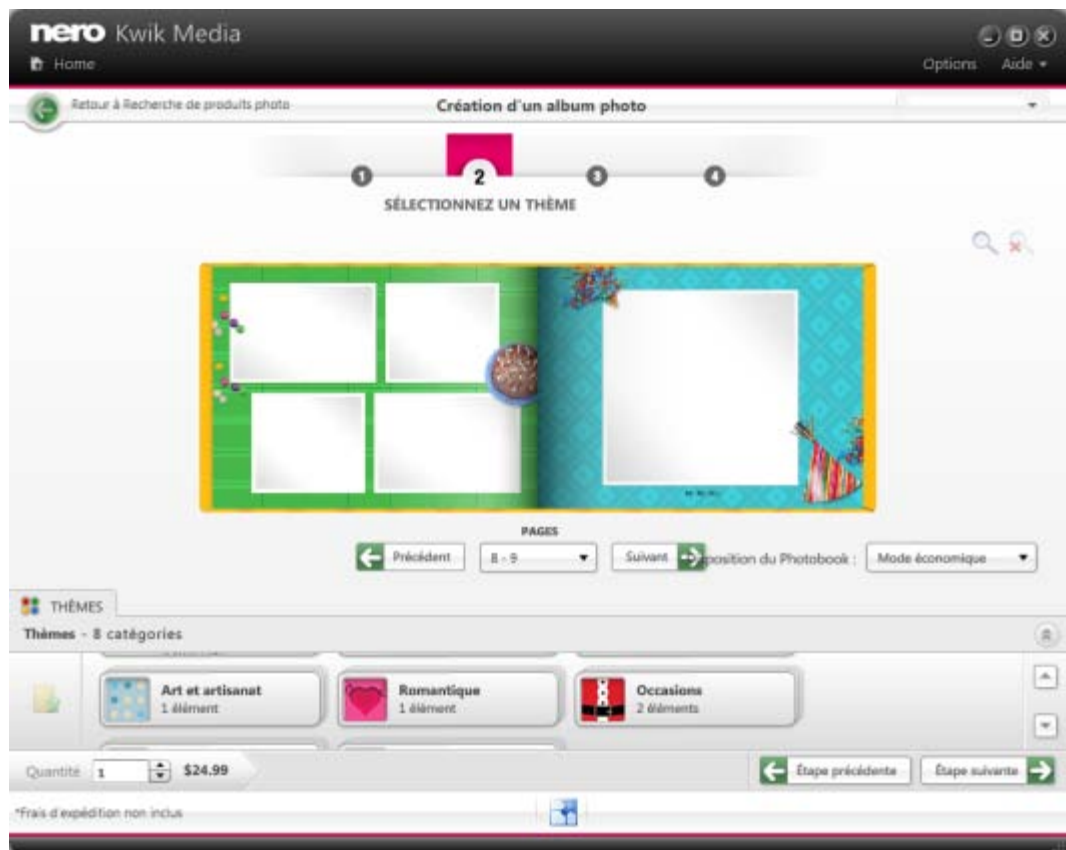 nero Kwik Media
Home
Options Aide
Retour à Recherche de produits photo
Création d'un album photo
1 2 3 4
SÉLECTIONNEZ UN THÈME
PAGES
Précédent
8 - 9
Suivant
position du Photobook :
Mode économique
THÈMES
Thèmes - 8 catégories
Art et artisanat
1 élément
Romantique
1 élément
Occasions
2 éléments
Quantité 1 $24.99
Étape précédente
Étape suivante
*Frais d'expédition non inclus